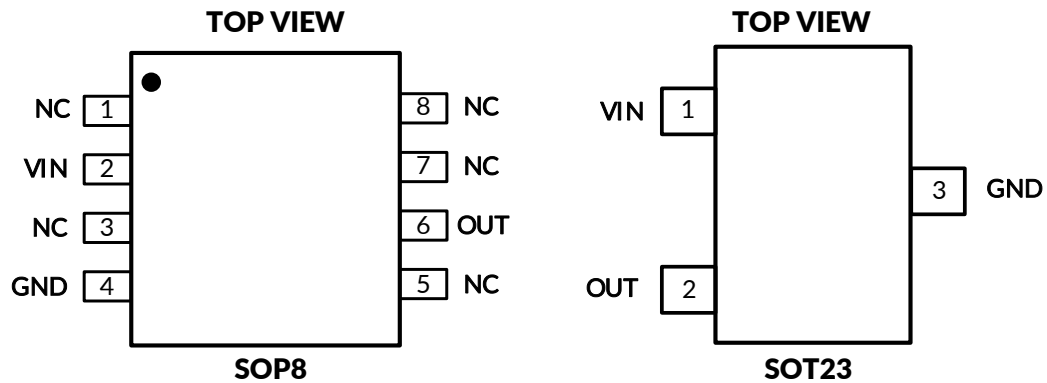 TOP VIEW
NC 1 8 NC
VIN 2 7 NC
NC 3 6 OUT
GND 4 5 NC
SOP8
TOP VIEW
VIN 1
3 GND
OUT 2
SOT23